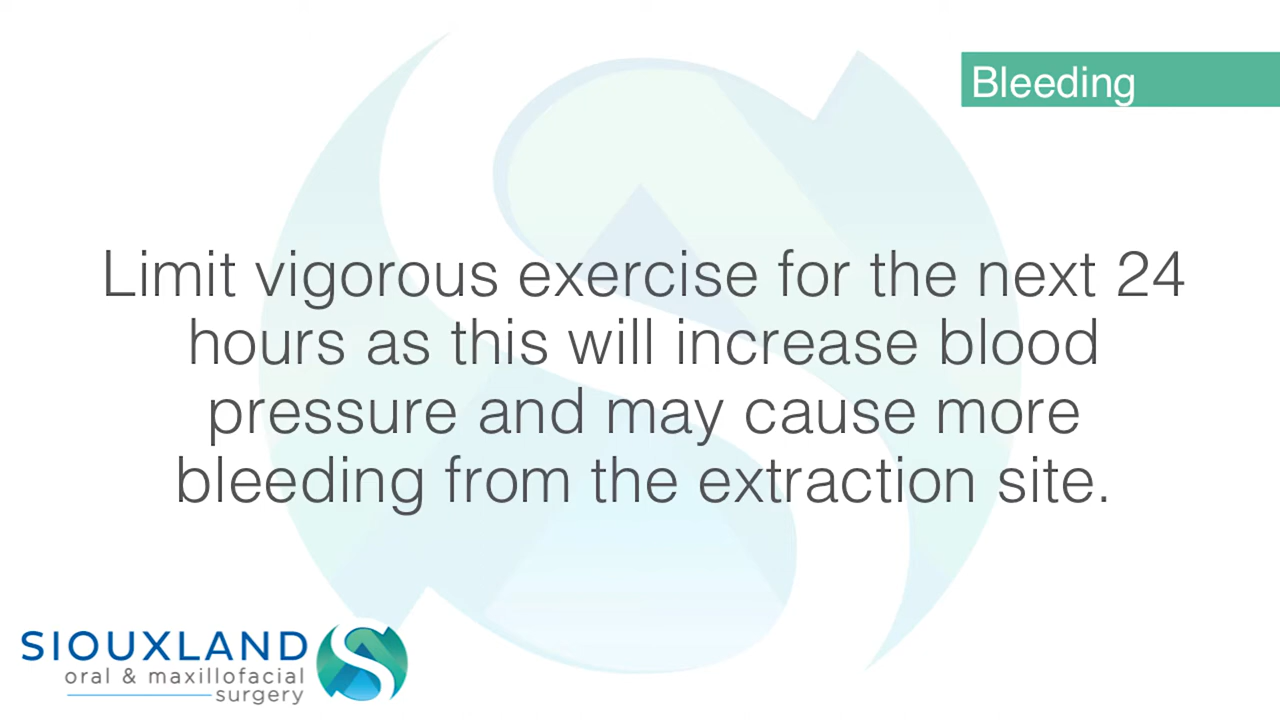 Bleeding
Limit vigorous exercise for the next 24
hours as this will increase blood
pressure and may cause more
bleeding from the extraction site.
SIOUXLAND
oral & maxillofacial
surgery